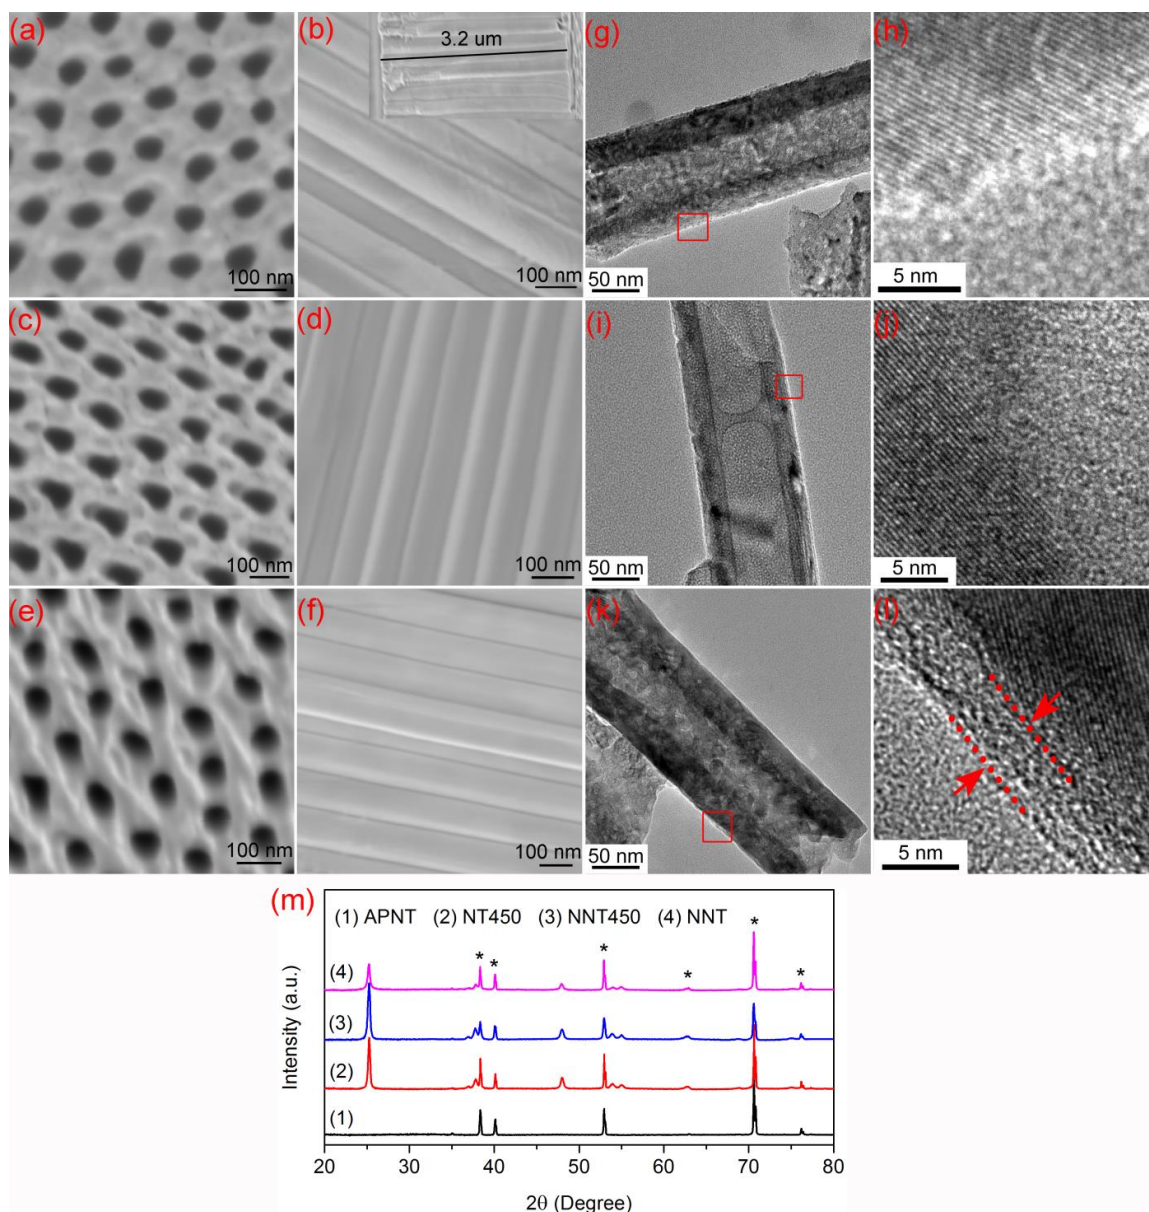 (a)
100 nm
(b)
3.2 um
100 nm
(g)
50 nm
(h)
5 nm
(c)
100 nm
(d)
100 nm
(i)
50 nm
(j)
5 nm
(e)
100 nm
(f)
100 nm
(k)
50 nm
(l)
5 nm
(m)
(1) APNT (2) NT450 (3) NNT450 (4) NNT
* * * * * *
(4)
(3)
(2)
(1)
Intensity (a.u.)
20 30 40 50 60 70 80
2θ (Degree)